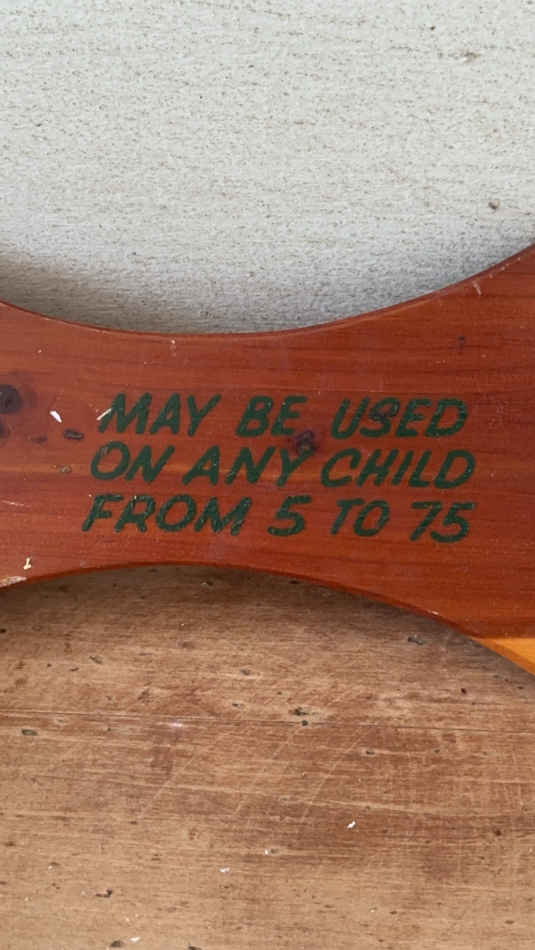 MAY BE USED
ON ANY CHILD
FROM 5 TO 75